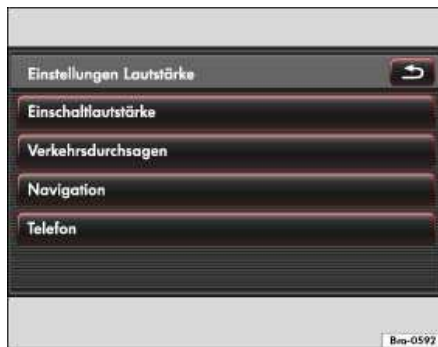 Einstellungen Lautstärke
Einschaltlautstärke
Verkehrsdurchsagen
Navigation
Telefon
Bra-0592